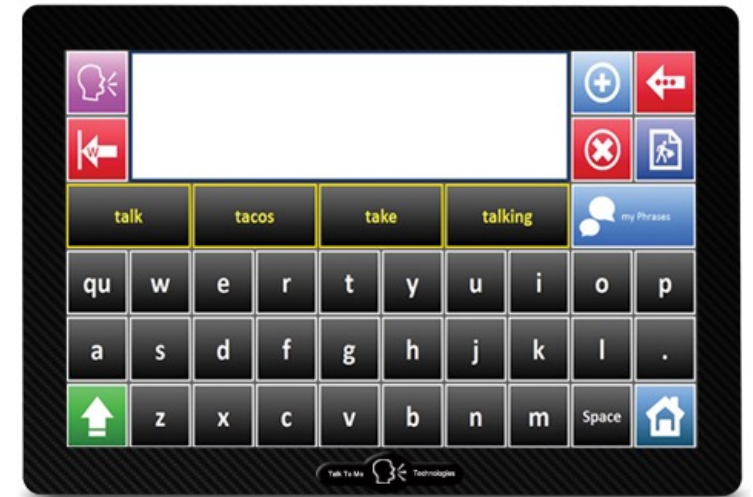 W
talk tacos take talking my Phrases
qu w e r t y u i o p
a s d f g h j k l .
z x c v b n m Space
Talk To Me Technologies